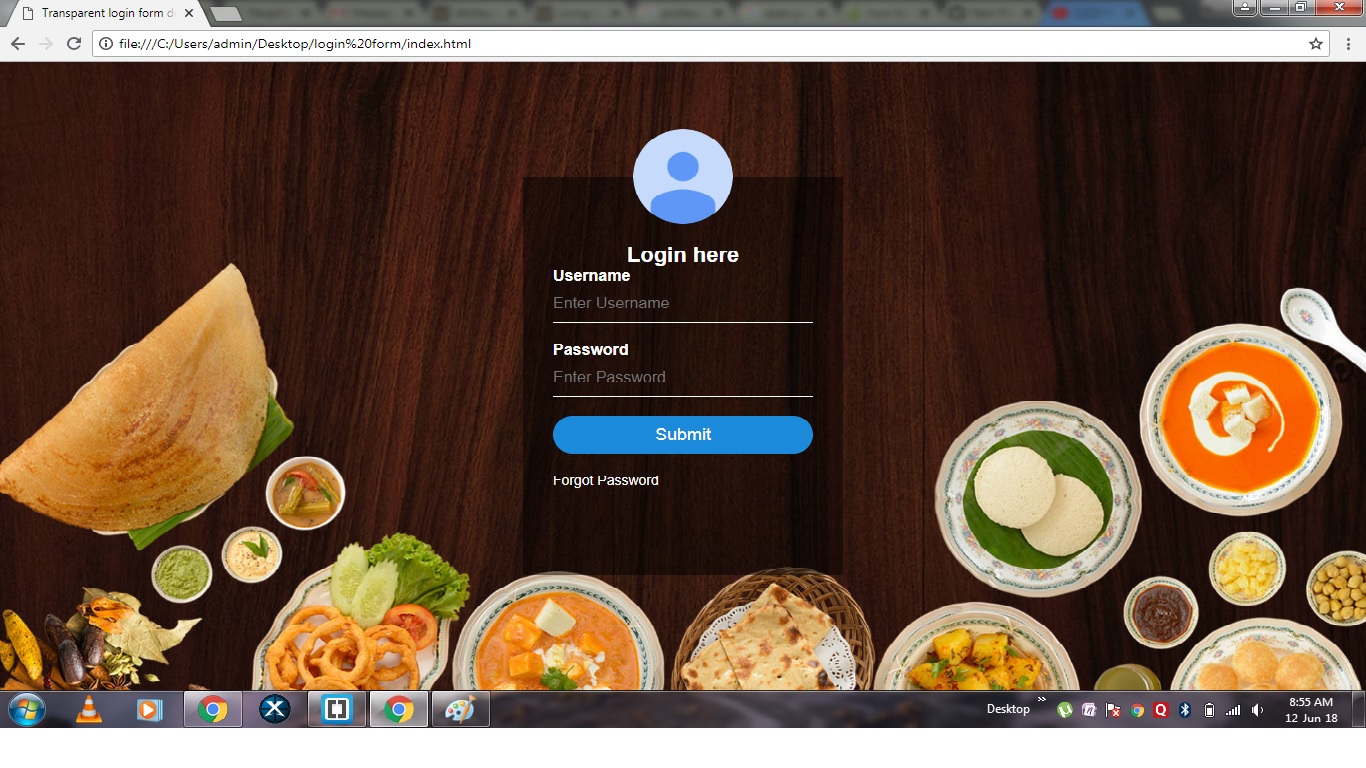 Transparent login form d
file:///C:/Users/admin/Desktop/login%20form/index.html
Login here
Username
Enter Username
Password
Enter Password
Submit
Forgot Password
Desktop
8:55 AM
12 Jun 18